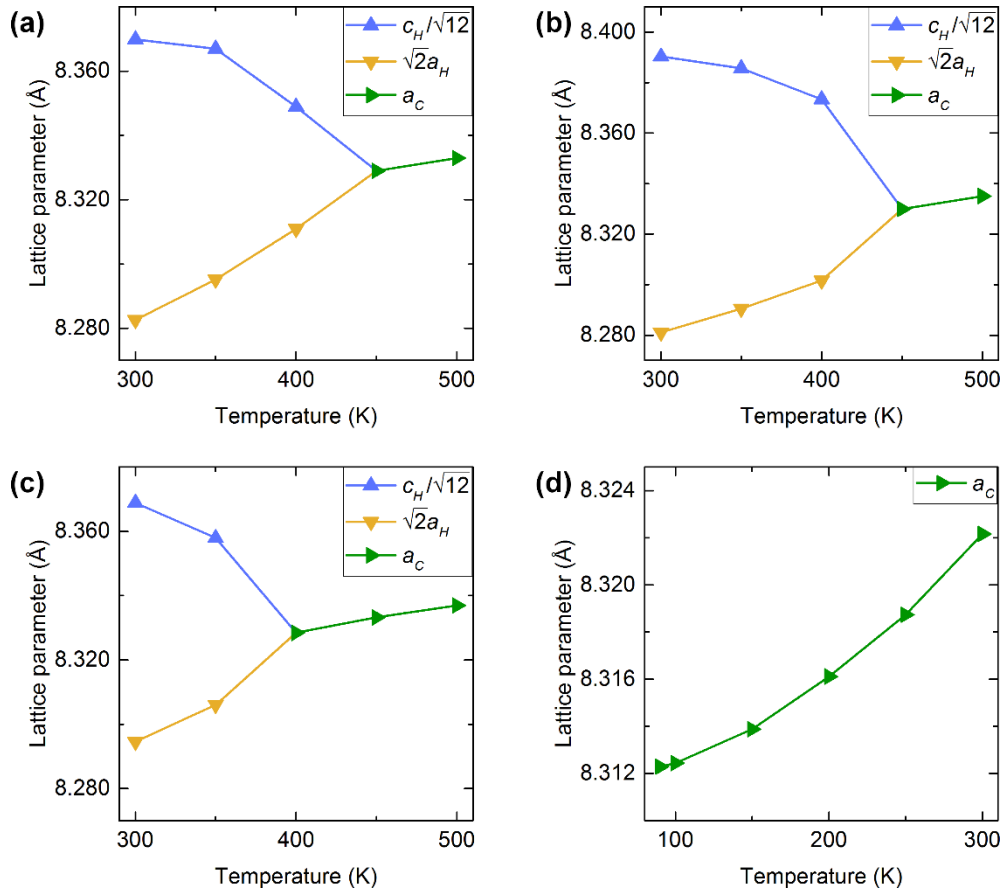 (a)
c_H/√12
√2a_H
a_C
8.360
8.320
8.280
Lattice parameter (Å)
300
400
500
Temperature (K)
(b)
c_H/√12
√2a_H
a_C
8.400
8.360
8.320
8.280
Lattice parameter (Å)
300
400
500
Temperature (K)
(c)
c_H/√12
√2a_H
a_C
8.360
8.320
8.280
Lattice parameter (Å)
300
400
500
Temperature (K)
(d)
a_C
8.324
8.320
8.316
8.312
Lattice parameter (Å)
100
200
300
Temperature (K)